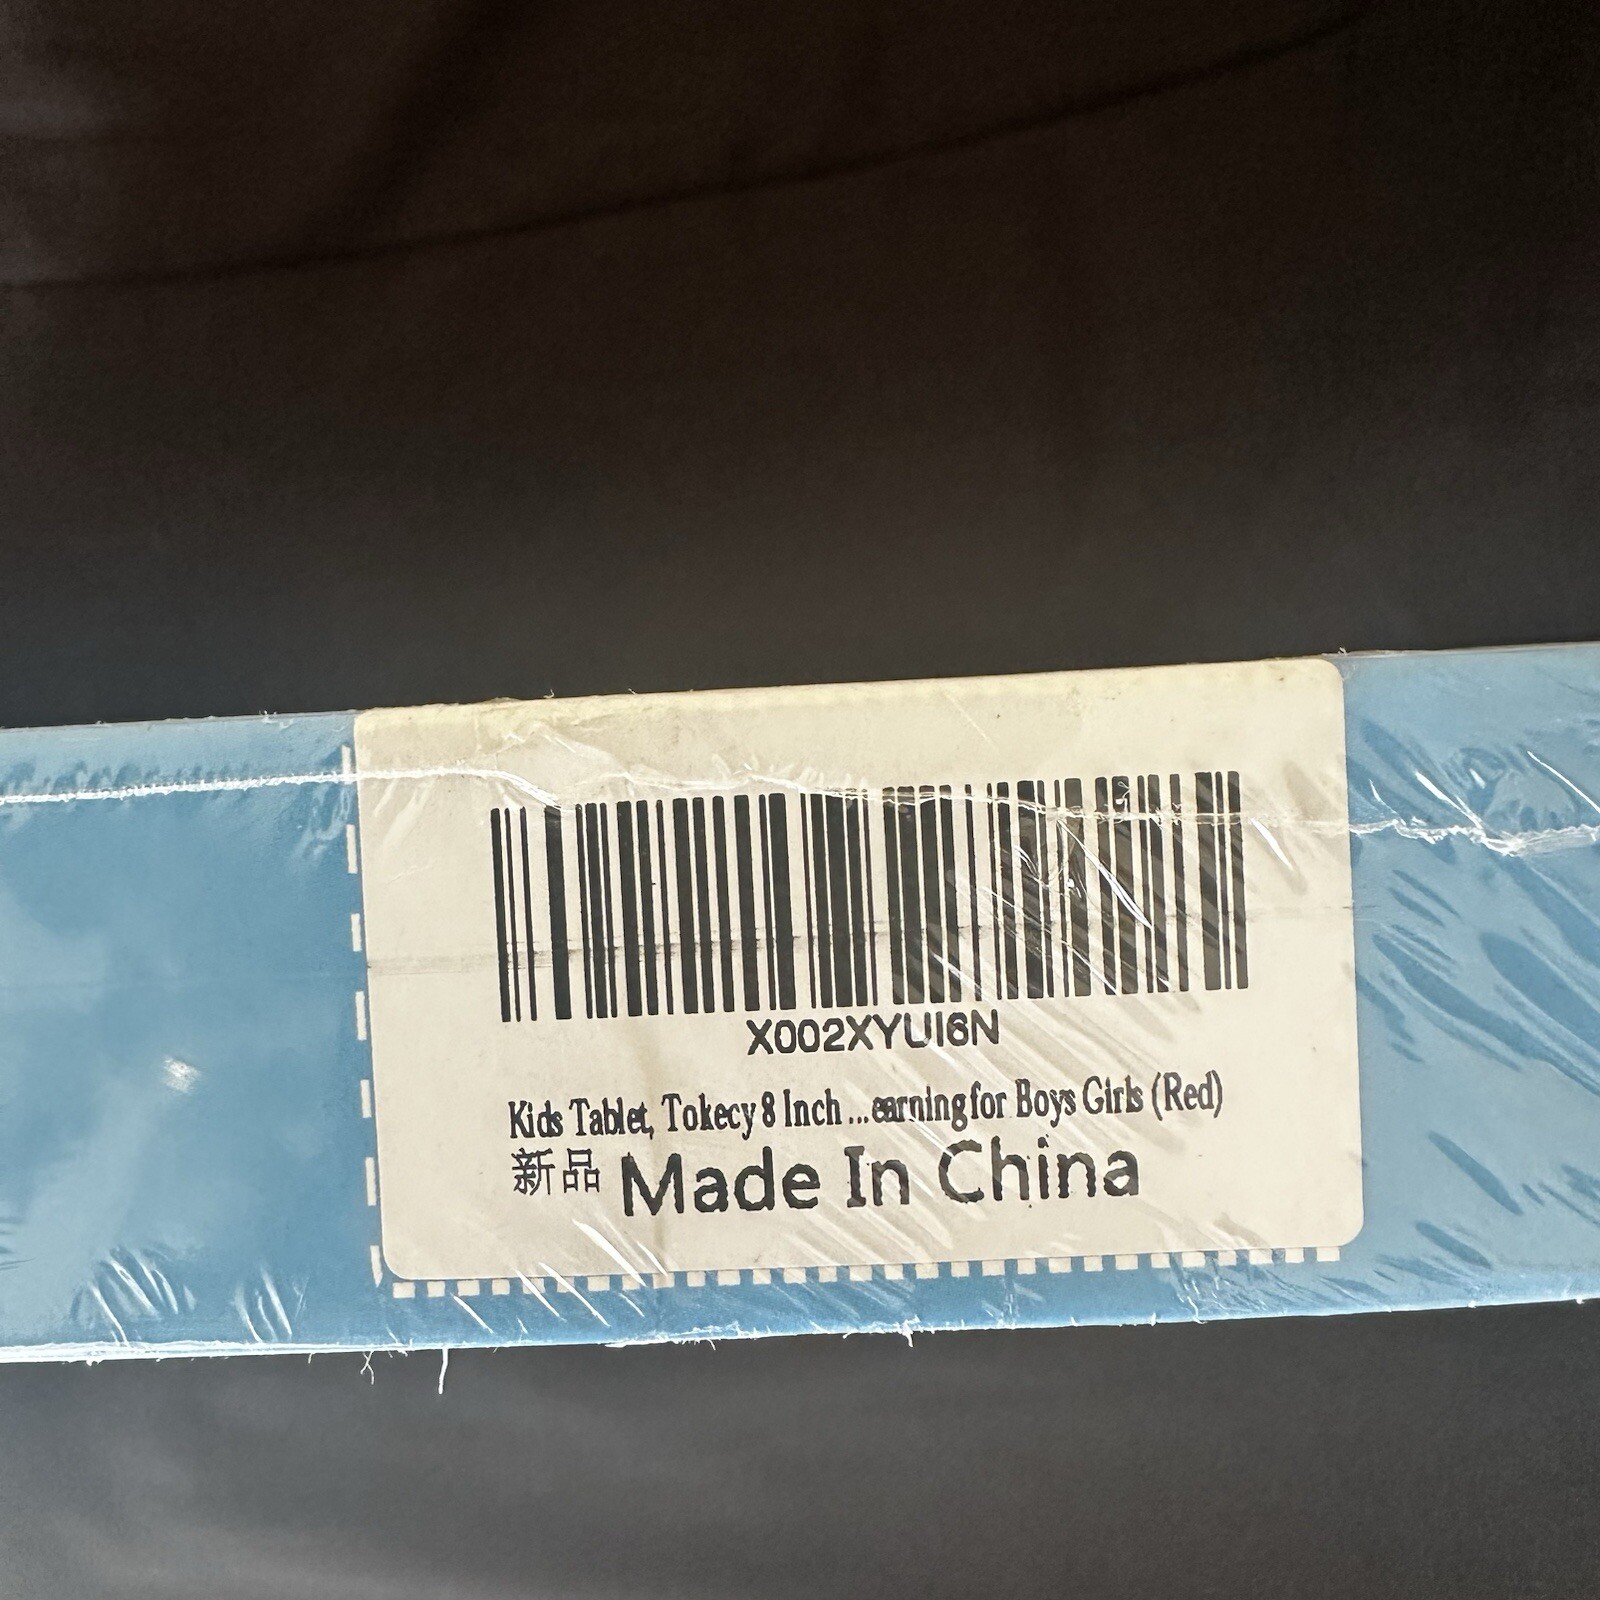 X002XYUI6N
Kids Tablet, Tokecy 8 Inch ...earning for Boys Girls (Red)
新品 Made In China